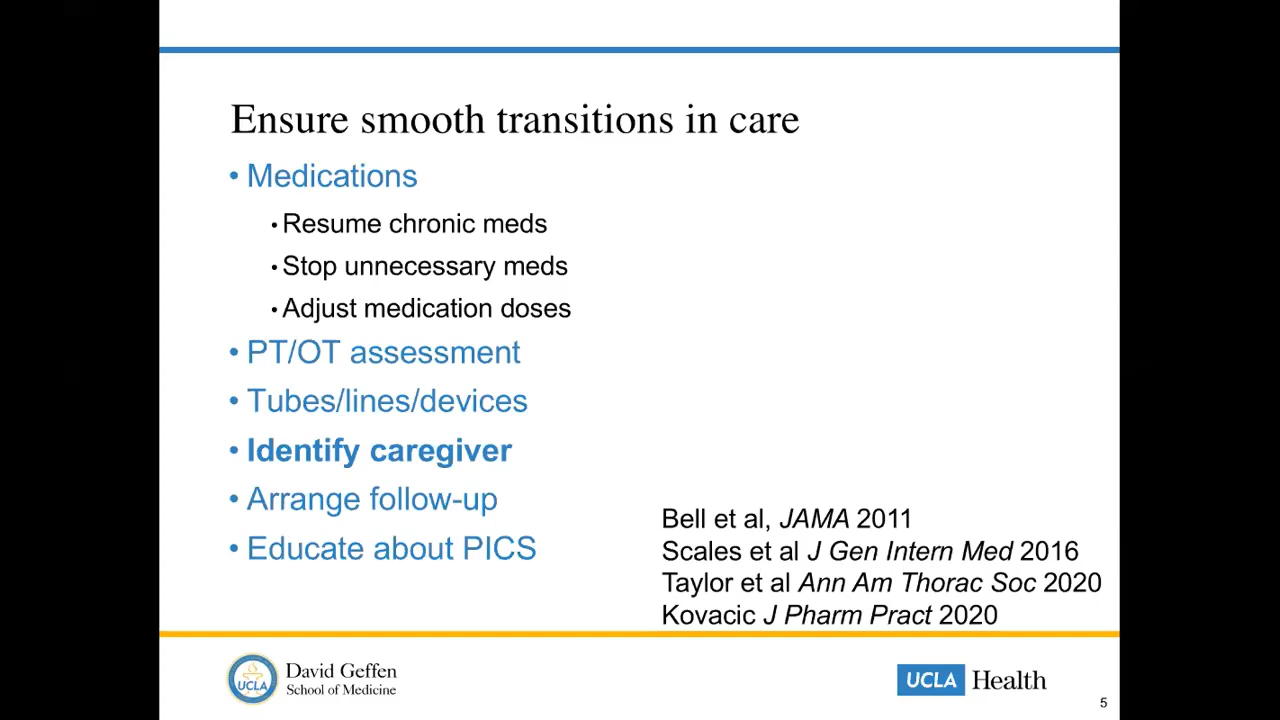 Ensure smooth transitions in care
• Medications
• Resume chronic meds
• Stop unnecessary meds
• Adjust medication doses
• PT/OT assessment
• Tubes/lines/devices
• Identify caregiver
• Arrange follow-up
• Educate about PICS
Bell et al, JAMA 2011
Scales et al J Gen Intern Med 2016
Taylor et al Ann Am Thorac Soc 2020
Kovacic J Pharm Pract 2020
UCLA
David Geffen
School of Medicine
UCLA Health
5